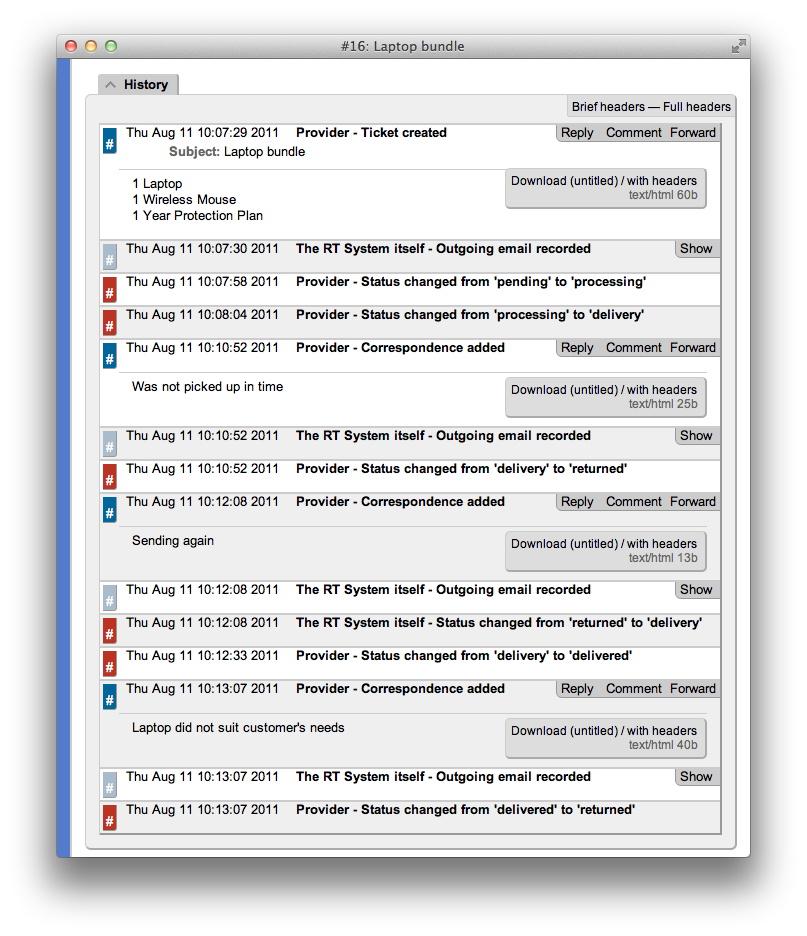 #16: Laptop bundle
History
Brief headers — Full headers
# Thu Aug 11 10:07:29 2011 Provider - Ticket created Reply Comment Forward
Subject: Laptop bundle
1 Laptop
1 Wireless Mouse
1 Year Protection Plan
Download (untitled) / with headers
text/html 60b
# Thu Aug 11 10:07:30 2011 The RT System itself - Outgoing email recorded Show
# Thu Aug 11 10:07:58 2011 Provider - Status changed from 'pending' to 'processing'
# Thu Aug 11 10:08:04 2011 Provider - Status changed from 'processing' to 'delivery'
# Thu Aug 11 10:10:52 2011 Provider - Correspondence added Reply Comment Forward
Was not picked up in time
Download (untitled) / with headers
text/html 25b
# Thu Aug 11 10:10:52 2011 The RT System itself - Outgoing email recorded Show
# Thu Aug 11 10:10:52 2011 Provider - Status changed from 'delivery' to 'returned'
# Thu Aug 11 10:12:08 2011 Provider - Correspondence added Reply Comment Forward
Sending again
Download (untitled) / with headers
text/html 13b
# Thu Aug 11 10:12:08 2011 The RT System itself - Outgoing email recorded Show
# Thu Aug 11 10:12:08 2011 The RT System itself - Status changed from 'returned' to 'delivery'
# Thu Aug 11 10:12:33 2011 Provider - Status changed from 'delivery' to 'delivered'
# Thu Aug 11 10:13:07 2011 Provider - Correspondence added Reply Comment Forward
Laptop did not suit customer's needs
Download (untitled) / with headers
text/html 40b
# Thu Aug 11 10:13:07 2011 The RT System itself - Outgoing email recorded Show
# Thu Aug 11 10:13:07 2011 Provider - Status changed from 'delivered' to 'returned'